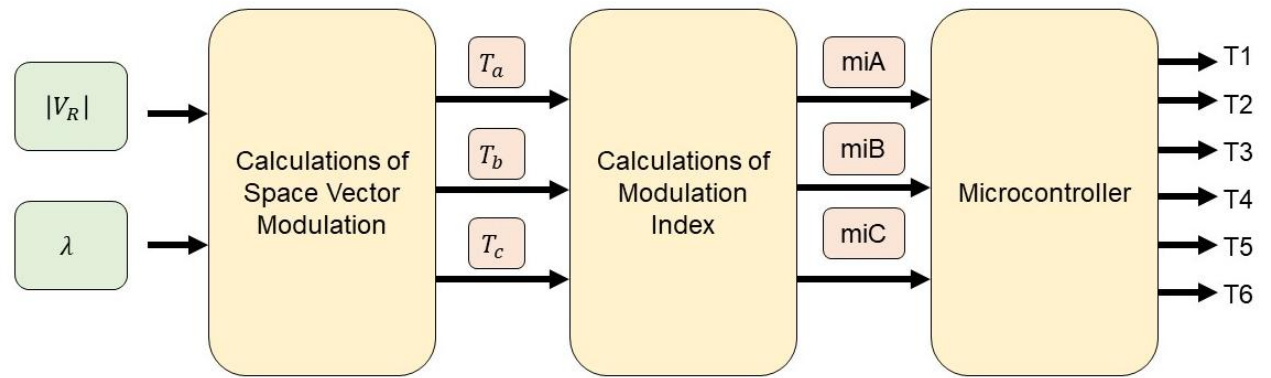 |V_R|
λ
Calculations of
Space Vector
Modulation
T_a
T_b
T_c
Calculations of
Modulation
Index
miA
miB
miC
Microcontroller
T1
T2
T3
T4
T5
T6